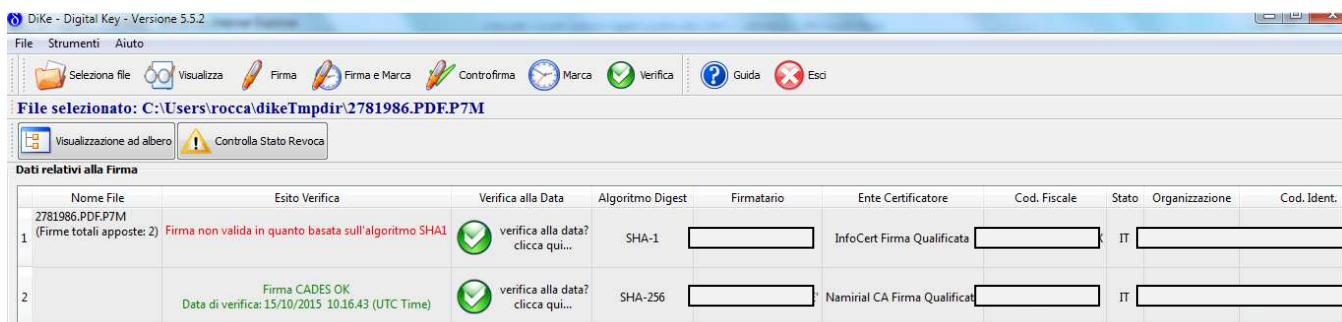 DiKe - Digital Key - Versione 5.5.2
File Strumenti Aiuto
Seleziona file Visualizza Firma Firma e Marca Controfirma Marca Verifica Guida Esci
File selezionato: C:\Users\rocca\dikeTmpdir\2781986.PDF.P7M
Visualizzazione ad albero Controlla Stato Revoca
Dati relativi alla Firma
Nome File Esito Verifica Verifica alla Data Algoritmo Digest Firmatario Ente Certificatore Cod. Fiscale Stato Organizzazione Cod. Ident.
1 2781986.PDF.P7M
(Firme totali apposte: 2) Firma non valida in quanto basata sull'algoritmo SHA1 verifica alla data?
clicca qui... SHA-1 InfoCert Firma Qualificata IT
2 Firma CADES OK
Data di verifica: 15/10/2015 10.16.43 (UTC Time) verifica alla data?
clicca qui... SHA-256 Namirial CA Firma Qualificat IT